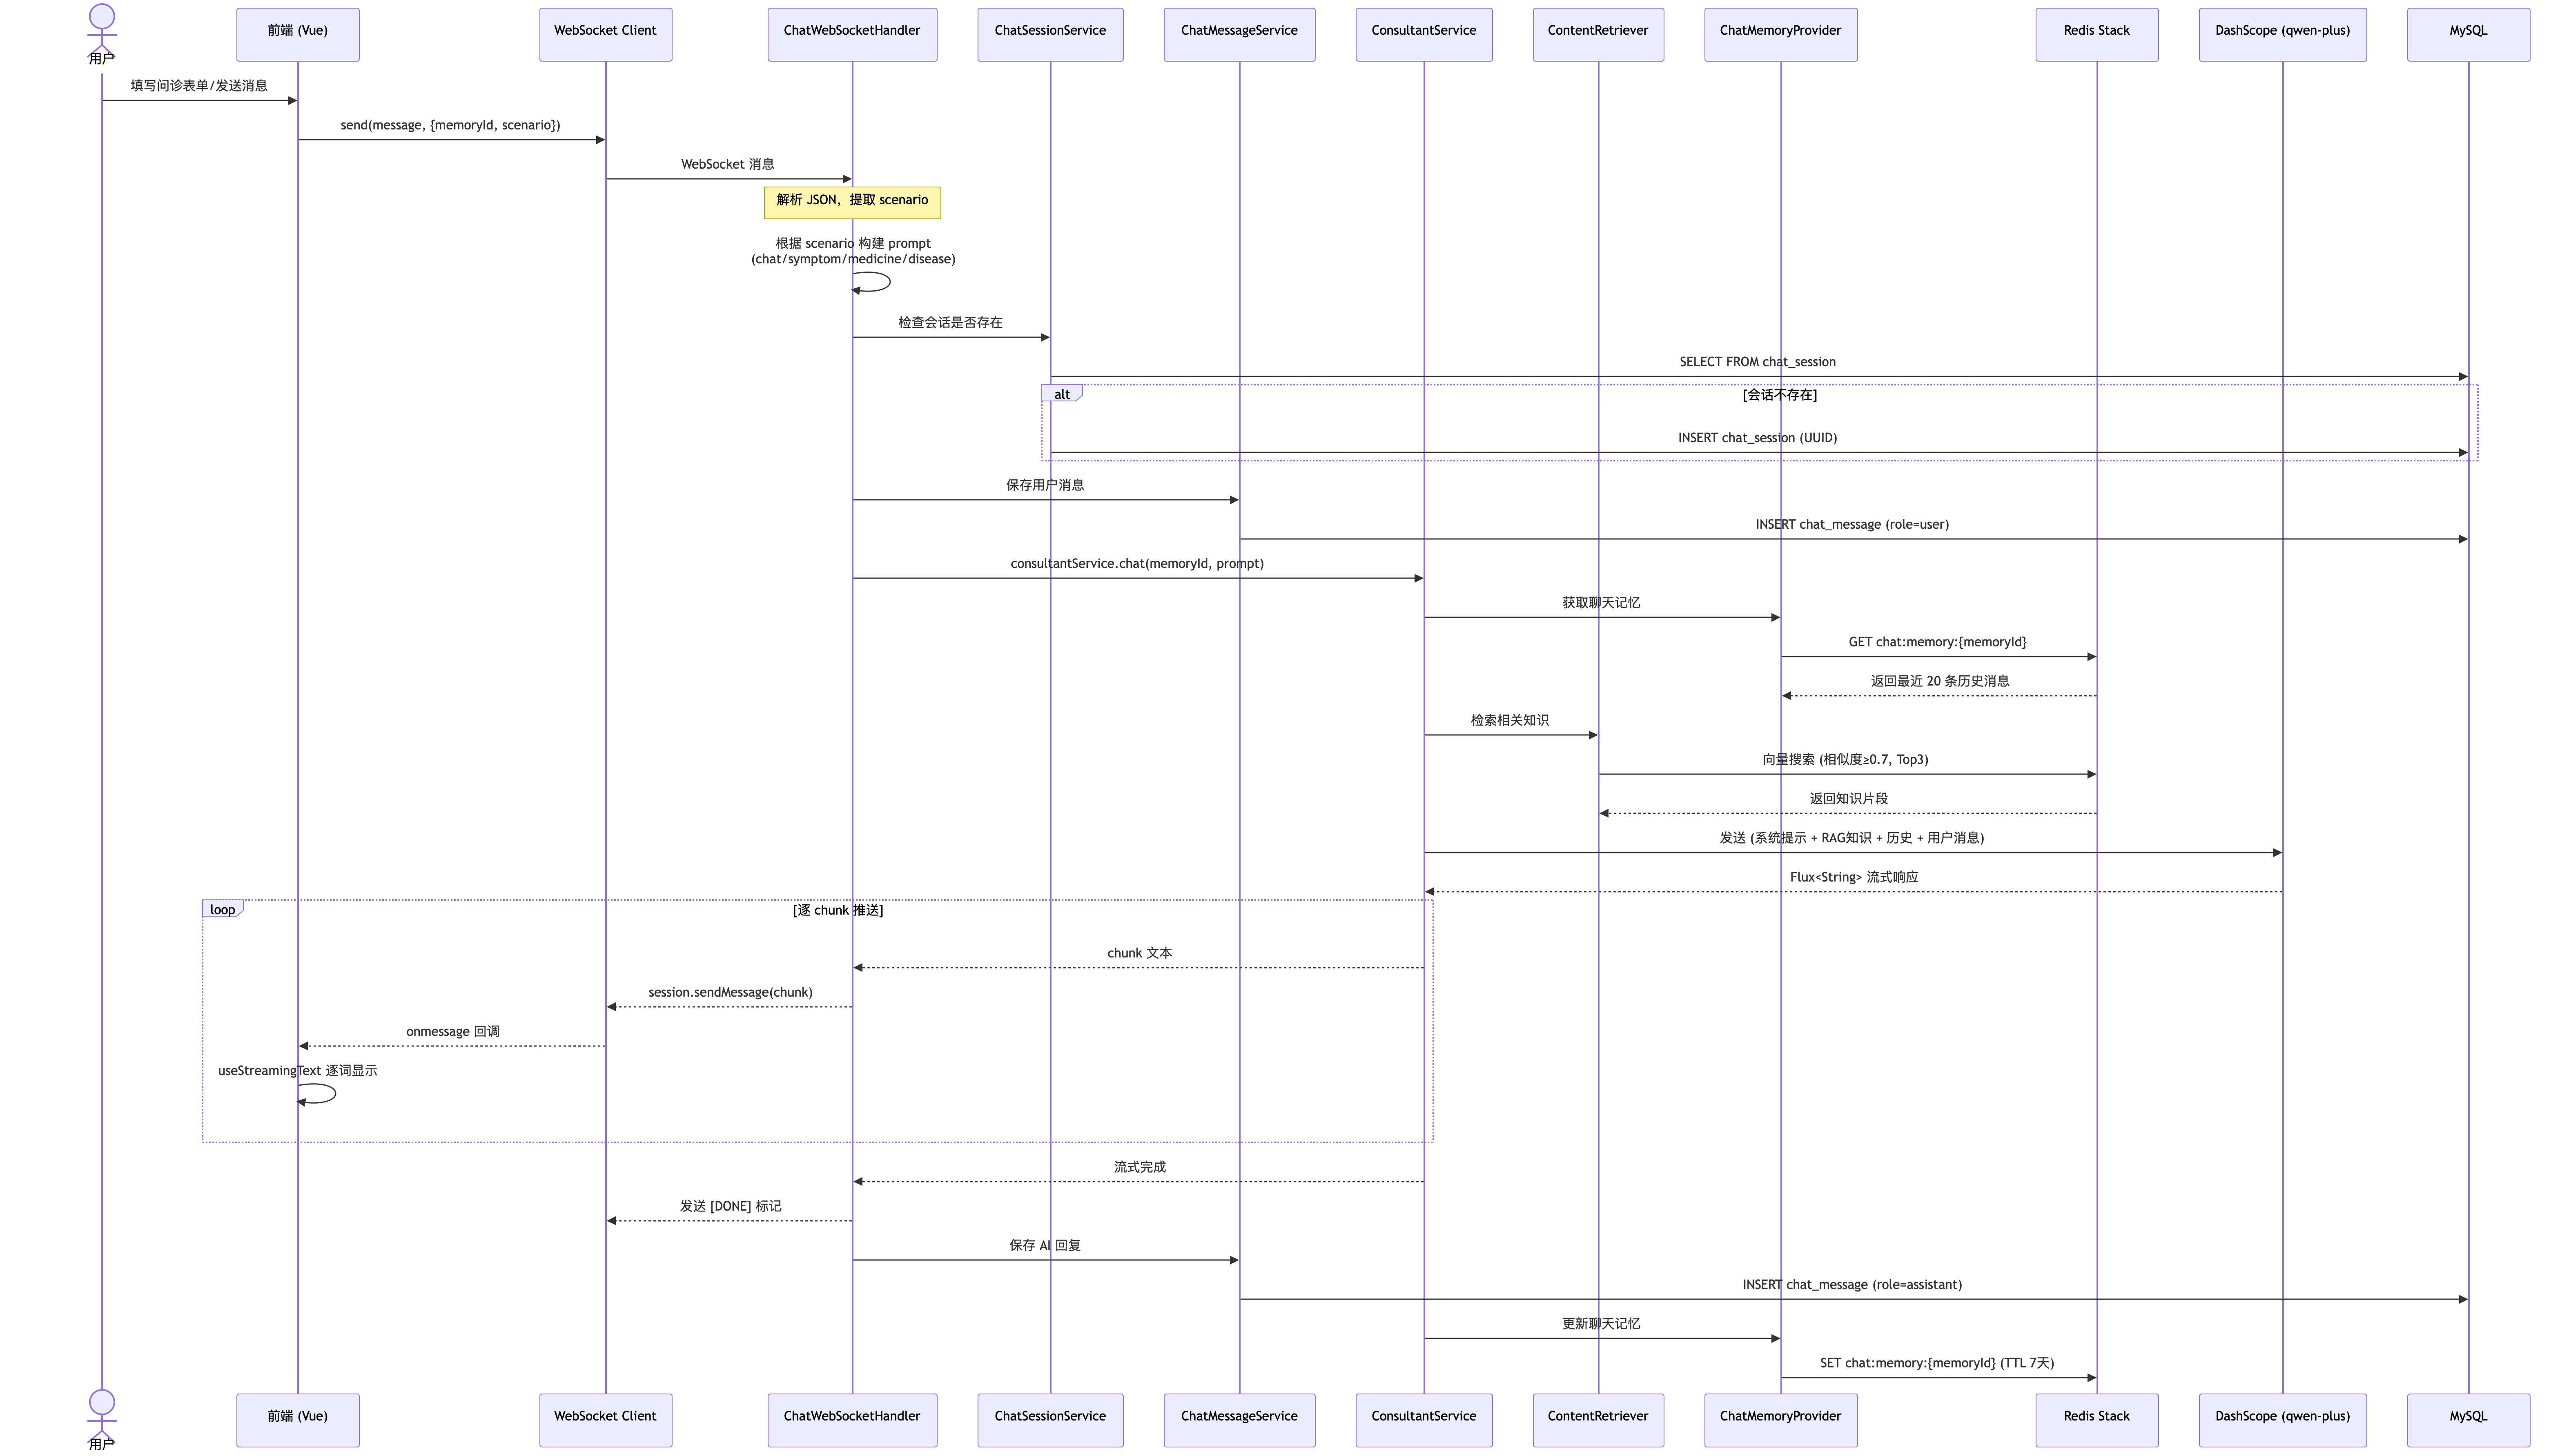 用户
前端 (Vue)
WebSocket Client
ChatWebSocketHandler
ChatSessionService
ChatMessageService
ConsultantService
ContentRetriever
ChatMemoryProvider
Redis Stack
DashScope (qwen-plus)
MySQL
填写问诊表单/发送消息
send(message, {memoryId, scenario})
WebSocket 消息
解析 JSON，提取 scenario
根据 scenario 构建 prompt
(chat/symptom/medicine/disease)
检查会话是否存在
SELECT FROM chat_session
alt
[会话不存在]
INSERT chat_session (UUID)
保存用户消息
INSERT chat_message (role=user)
consultantService.chat(memoryId, prompt)
获取聊天记忆
GET chat:memory:{memoryId}
返回最近 20 条历史消息
检索相关知识
向量搜索 (相似度≥0.7, Top3)
返回知识片段
发送 (系统提示 + RAG知识 + 历史 + 用户消息)
Flux<String> 流式响应
loop
[逐 chunk 推送]
chunk 文本
session.sendMessage(chunk)
onmessage 回调
useStreamingText 逐词显示
流式完成
发送 [DONE] 标记
保存 AI 回复
INSERT chat_message (role=assistant)
更新聊天记忆
SET chat:memory:{memoryId} (TTL 7天)
用户
前端 (Vue)
WebSocket Client
ChatWebSocketHandler
ChatSessionService
ChatMessageService
ConsultantService
ContentRetriever
ChatMemoryProvider
Redis Stack
DashScope (qwen-plus)
MySQL